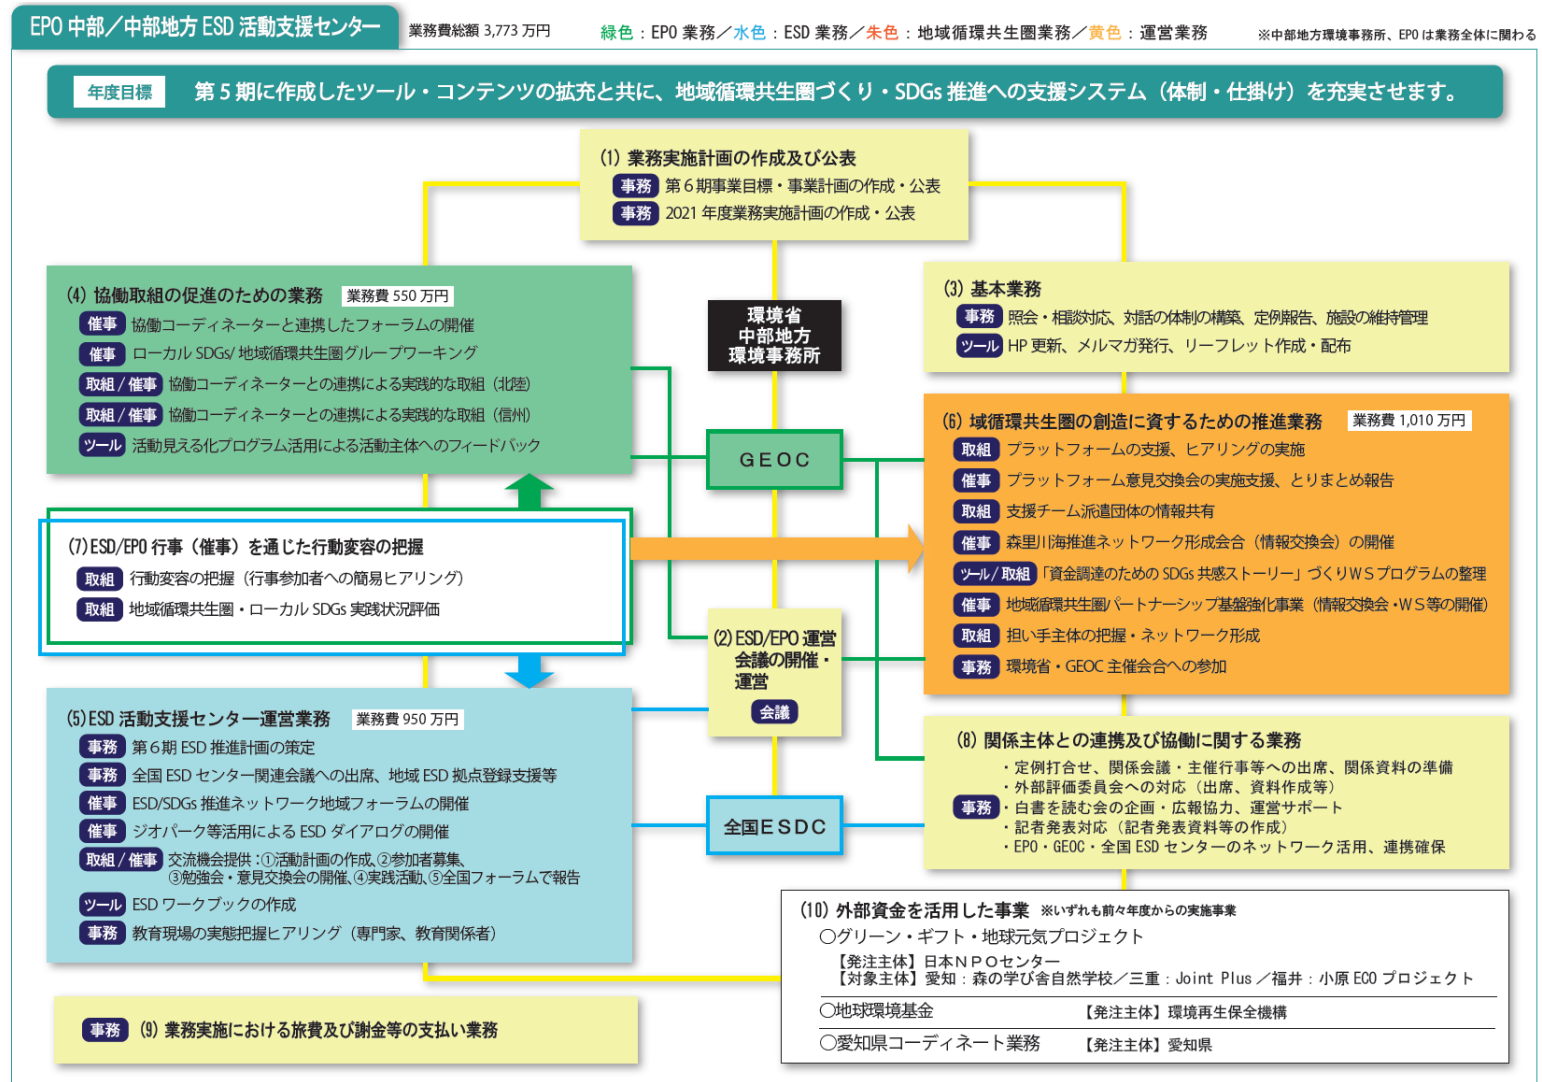 EPO 中部／中部地方 ESD 活動支援センター
業務費総額 3,773 万円
緑色：EPO 業務／水色：ESD 業務／朱色：地域循環共生圏業務／黄色：運営業務
※中部地方環境事務所、EPO は業務全体に関わる
年度目標
第 5 期に作成したツール・コンテンツの拡充と共に、地域循環共生圏づくり・SDGs 推進への支援システム（体制・仕掛け）を充実させます。
(1) 業務実施計画の作成及び公表
事務 第 6 期事業目標・事業計画の作成・公表
事務 2021 年度業務実施計画の作成・公表
(4) 協働取組の促進のための業務 業務費 550 万円
催事 協働コーディネーターと連携したフォーラムの開催
催事 ローカル SDGs/ 地域循環共生圏グループワーキング
取組 / 催事 協働コーディネーターとの連携による実践的な取組（北陸）
取組 / 催事 協働コーディネーターとの連携による実践的な取組（信州）
ツール 活動見える化プログラム活用による活動主体へのフィードバック
環境省
中部地方
環境事務所
(3) 基本業務
事務 照会・相談対応、対話の体制の構築、定例報告、施設の維持管理
ツール HP 更新、メルマガ発行、リーフレット作成・配布
GEOC
(6) 域循環共生圏の創造に資するための推進業務 業務費 1,010 万円
取組 プラットフォームの支援、ヒアリングの実施
催事 プラットフォーム意見交換会の実施支援、とりまとめ報告
取組 支援チーム派遣団体の情報共有
催事 森里川海推進ネットワーク形成会合（情報交換会）の開催
ツール / 取組 「資金調達のための SDGs 共感ストーリー」づくりＷＳプログラムの整理
催事 地域循環共生圏パートナーシップ基盤強化事業（情報交換会・ＷＳ等の開催）
取組 担い手主体の把握・ネットワーク形成
事務 環境省・GEOC 主催会合への参加
(7) ESD/EPO 行事（催事）を通じた行動変容の把握
取組 行動変容の把握（行事参加者への簡易ヒアリング）
取組 地域循環共生圏・ローカル SDGs 実践状況評価
(2) ESD/EPO 運営
会議の開催・
運営
会議
(5) ESD 活動支援センター運営業務 業務費 950 万円
事務 第 6 期 ESD 推進計画の策定
事務 全国 ESD センター関連会議への出席、地域 ESD 拠点登録支援等
催事 ESD/SDGs 推進ネットワーク地域フォーラムの開催
催事 ジオパーク等活用による ESD ダイアログの開催
取組 / 催事 交流機会提供：①活動計画の作成、②参加者募集、
③勉強会・意見交換会の開催、④実践活動、⑤全国フォーラムで報告
ツール ESD ワークブックの作成
事務 教育現場の実態把握ヒアリング（専門家、教育関係者）
全国ＥＳＤＣ
(8) 関係主体との連携及び協働に関する業務
・定例打合せ、関係会議・主催行事等への出席、関係資料の準備
・外部評価委員会への対応（出席、資料作成等）
事務 ・白書を読む会の企画・広報協力、運営サポート
・記者発表対応（記者発表資料等の作成）
・EPO・GEOC・全国 ESD センターのネットワーク活用、連携確保
(10) 外部資金を活用した事業 ※いずれも前々年度からの実施事業
○グリーン・ギフト・地球元気プロジェクト
【発注主体】日本ＮＰＯセンター
【対象主体】愛知：森の学び舎自然学校／三重：Joint Plus ／福井：小原 ECO プロジェクト
○地球環境基金 【発注主体】環境再生保全機構
○愛知県コーディネート業務 【発注主体】愛知県
事務 (9) 業務実施における旅費及び謝金等の支払い業務